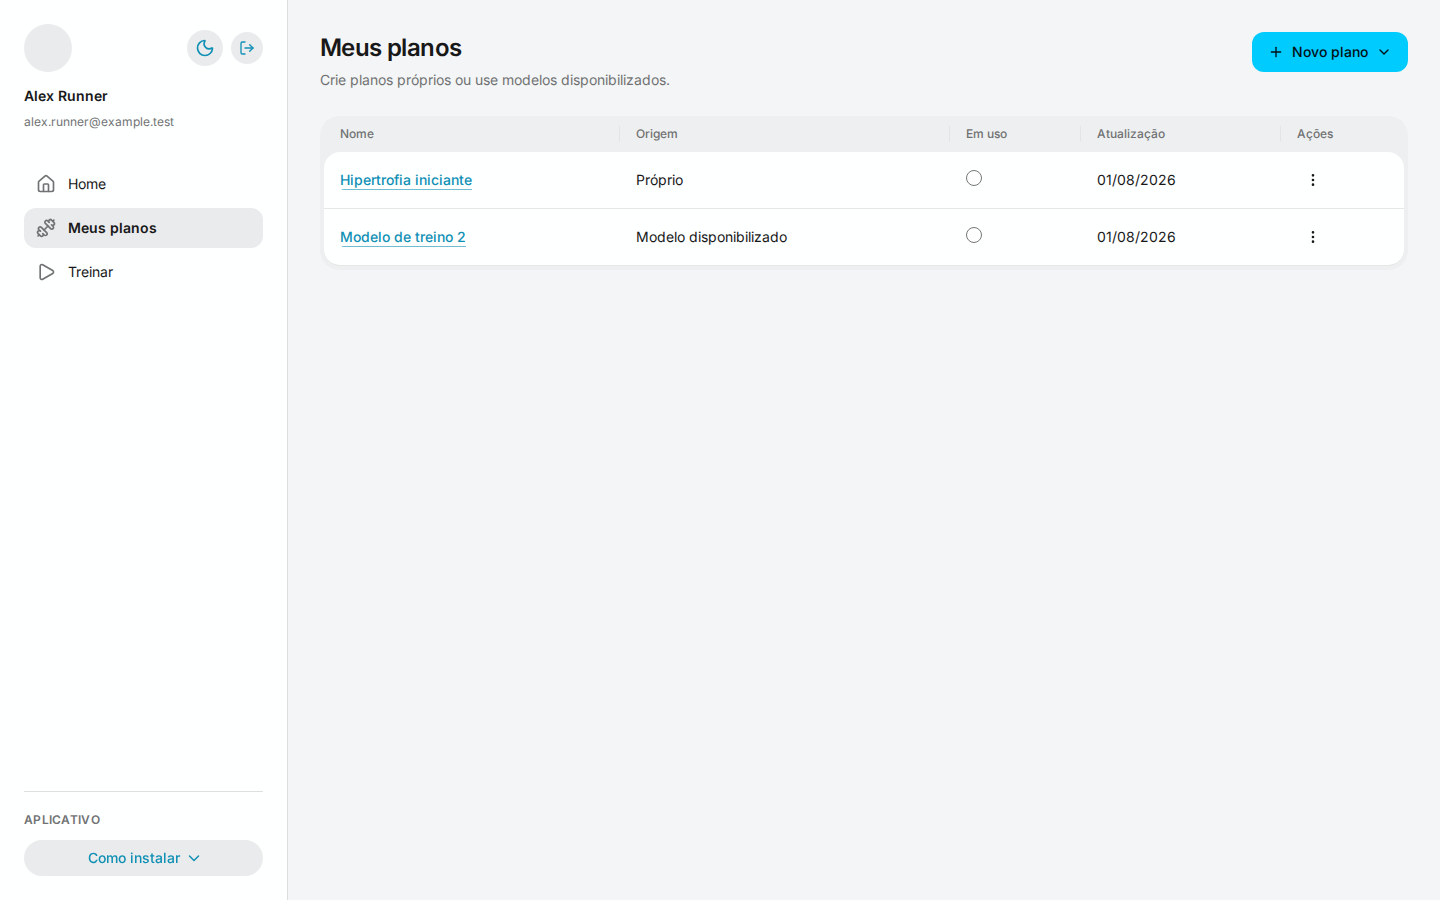 Alex Runner
alex.runner@example.test
Home
Meus planos
Treinar
APLICATIVO
Como instalar
Meus planos
Crie planos próprios ou use modelos disponibilizados.
Novo plano
Nome Origem Em uso Atualização Ações
Hipertrofia iniciante Próprio 01/08/2026
Modelo de treino 2 Modelo disponibilizado 01/08/2026